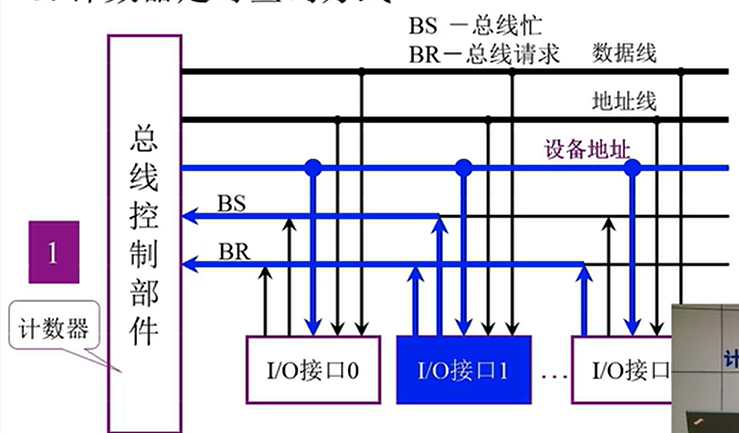 BS －总线忙
BR－总线请求
数据线
地址线
设备地址
BS
BR
1
总线控制部件
计数器
I/O接口0
I/O接口1
…
I/O接口
计